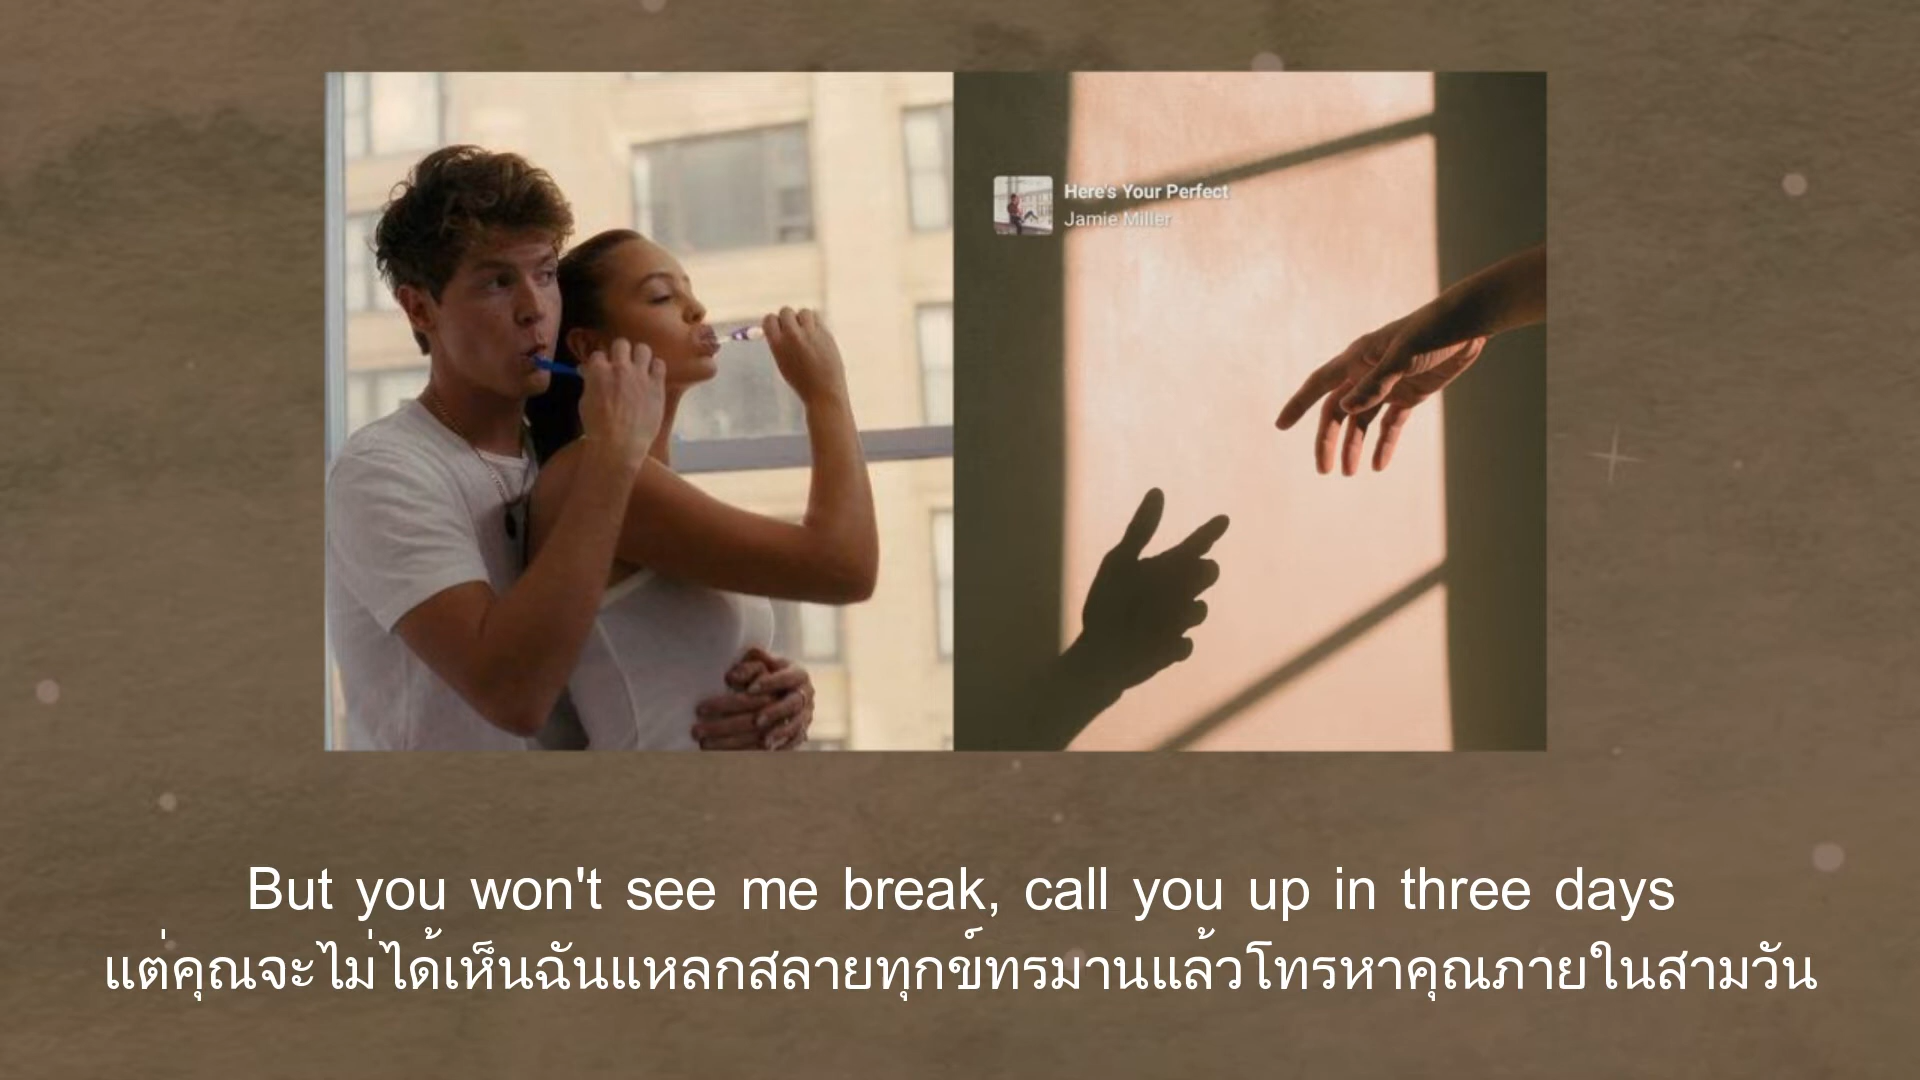 Here's Your Perfect
Jamie Miller
But you won't see me break, call you up in three days
แต่คุณจะไม่ได้เห็นฉันแหลกสลายทุกข์ทรมานแล้วโทรหาคุณภายในสามวัน